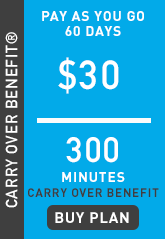 CARRY OVER BENEFIT®
PAY AS YOU GO
60 DAYS
$30
300
MINUTES
CARRY OVER BENEFIT
BUY PLAN